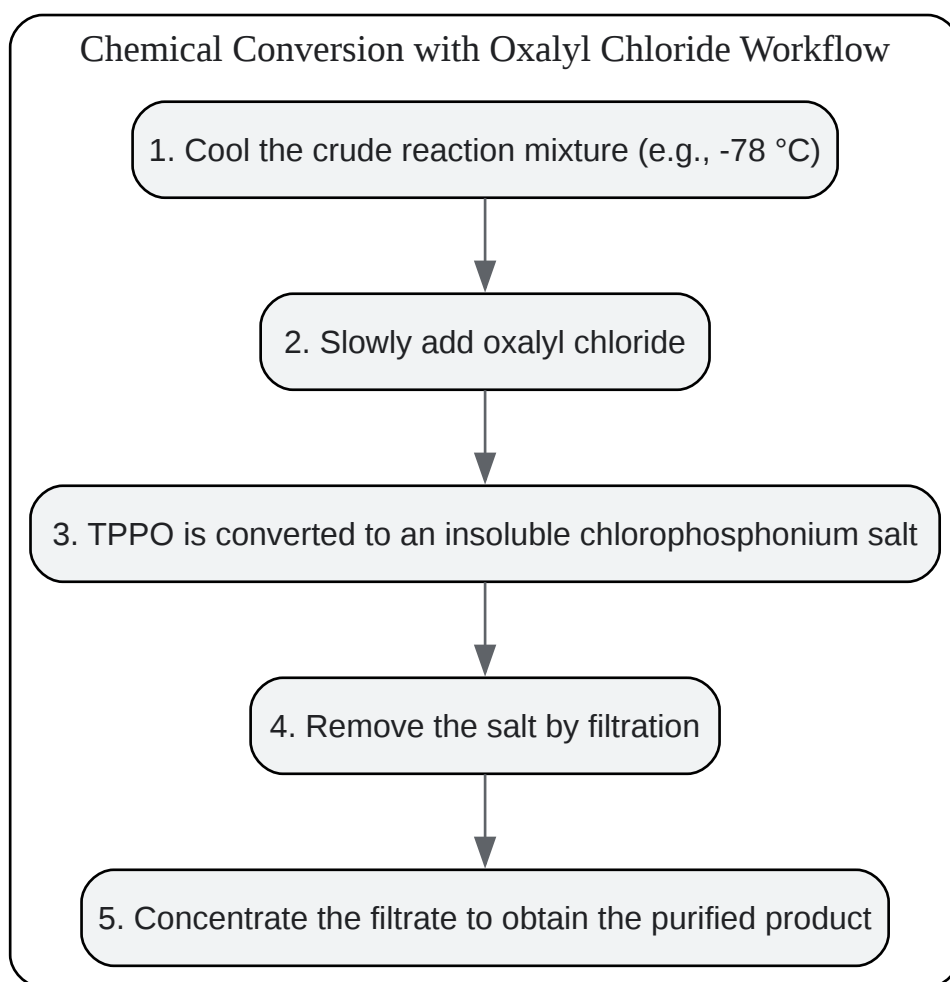 Chemical Conversion with Oxalyl Chloride Workflow
1. Cool the crude reaction mixture (e.g., -78 °C)
2. Slowly add oxalyl chloride
3. TPPO is converted to an insoluble chlorophosphonium salt
4. Remove the salt by filtration
5. Concentrate the filtrate to obtain the purified product